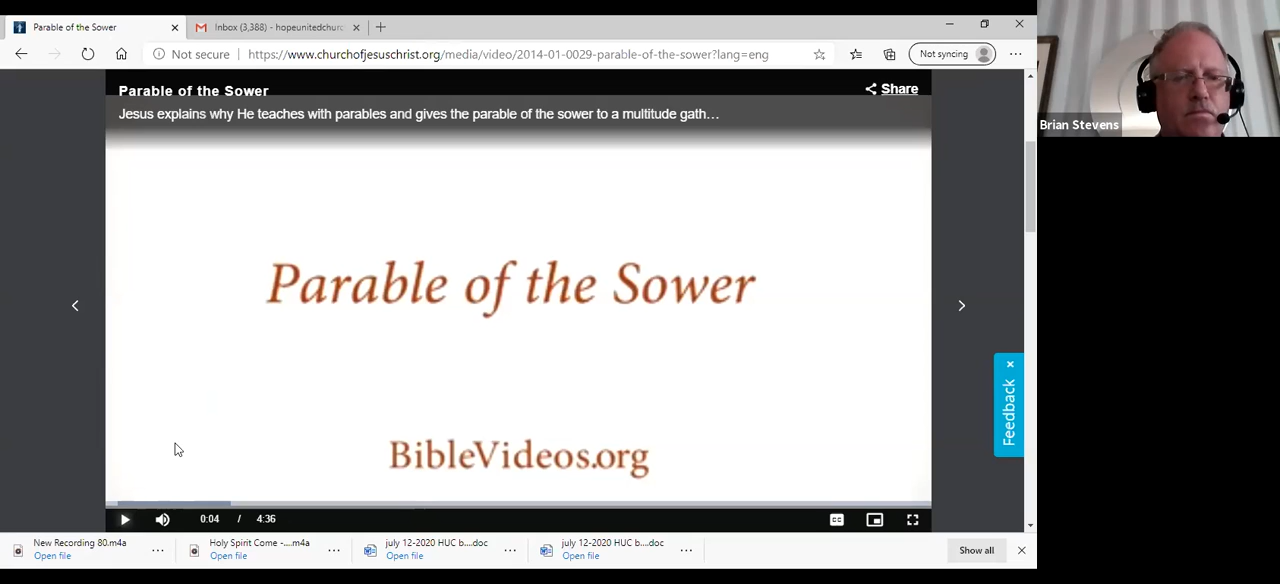 Parable of the Sower
Inbox (3,388) - hopeunitedchurc
Not secure
https://www.churchofjesuschrist.org/media/video/2014-01-0029-parable-of-the-sower?lang=eng
Not syncing
Parable of the Sower
Share
Jesus explains why He teaches with parables and gives the parable of the sower to a multitude gath…
Brian Stevens
Parable of the Sower
Feedback
BibleVideos.org
0:04 / 4:36
CC
New Recording 80.m4a
Open file
Holy Spirit Come -....m4a
Open file
july 12-2020 HUC b....doc
Open file
july 12-2020 HUC b....doc
Open file
Show all